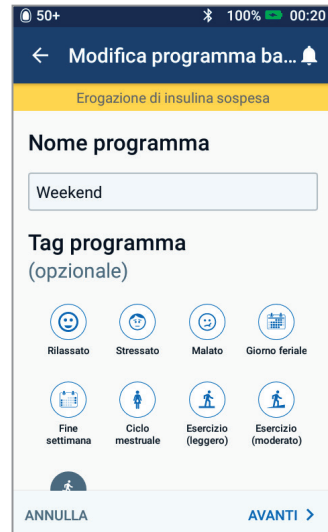 50+ 100% 00:20
Modifica programma ba...
Erogazione di insulina sospesa
Nome programma
Weekend
Tag programma
(opzionale)
Rilassato Stressato Malato Giorno feriale
Fine settimana Ciclo mestruale Esercizio (leggero) Esercizio (moderato)
ANNULLA AVANTI